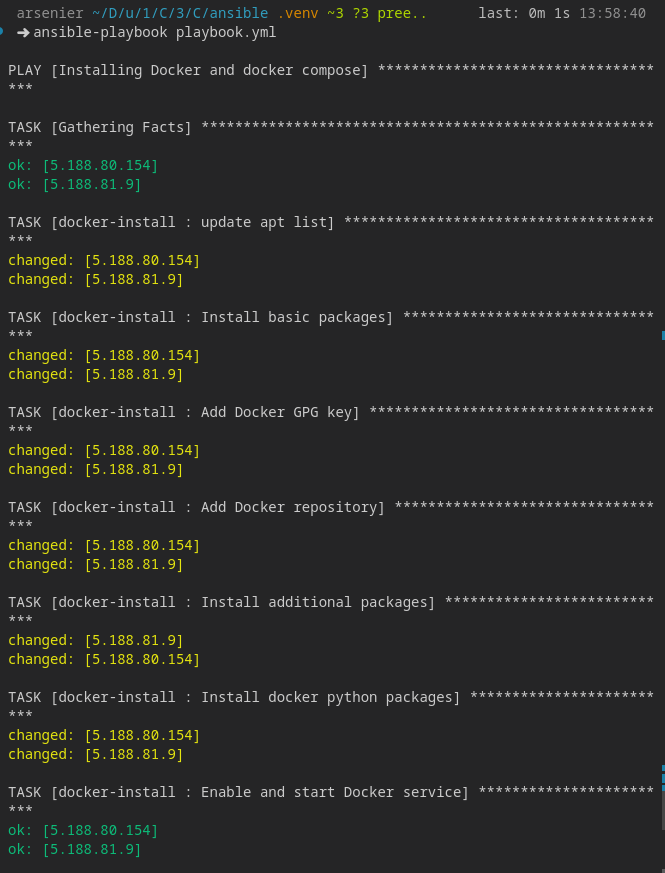 arsenier ~/D/u/1/C/3/C/ansible .venv ~3 ?3 pree.. last: 0m 1s 13:58:40
➜ ansible-playbook playbook.yml
PLAY [Installing Docker and docker compose] *********************************
***
TASK [Gathering Facts] ******************************************************
***
ok: [5.188.80.154]
ok: [5.188.81.9]
TASK [docker-install : update apt list] *************************************
***
changed: [5.188.80.154]
changed: [5.188.81.9]
TASK [docker-install : Install basic packages] ******************************
***
changed: [5.188.80.154]
changed: [5.188.81.9]
TASK [docker-install : Add Docker GPG key] **********************************
***
changed: [5.188.80.154]
changed: [5.188.81.9]
TASK [docker-install : Add Docker repository] *******************************
***
changed: [5.188.80.154]
changed: [5.188.81.9]
TASK [docker-install : Install additional packages] *************************
***
changed: [5.188.81.9]
changed: [5.188.80.154]
TASK [docker-install : Install docker python packages] **********************
***
changed: [5.188.80.154]
changed: [5.188.81.9]
TASK [docker-install : Enable and start Docker service] *********************
***
ok: [5.188.80.154]
ok: [5.188.81.9]